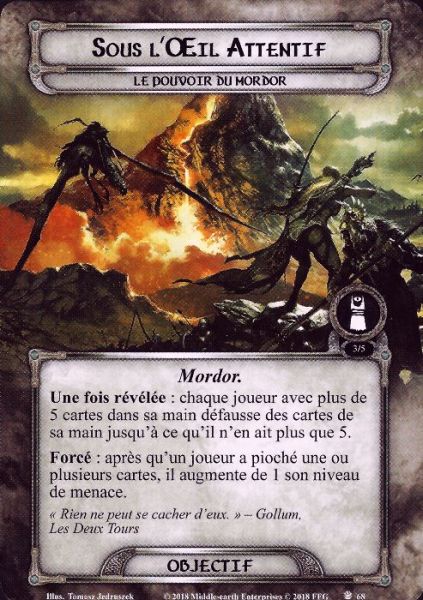 Sous l'Œil Attentif
Le Pouvoir du Mordor
3/5
Mordor.
Une fois révélée : chaque joueur avec plus de
5 cartes dans sa main défausse des cartes de
sa main jusqu'à ce qu'il n'en ait plus que 5.
Forcé : après qu'un joueur a pioché une ou
plusieurs cartes, il augmente de 1 son niveau
de menace.
« Rien ne peut se cacher d'eux. » – Gollum,
Les Deux Tours
Objectif
Illus. Tomasz Jedruszek © 2018 Middle-earth Enterprises © 2018 FFG 68